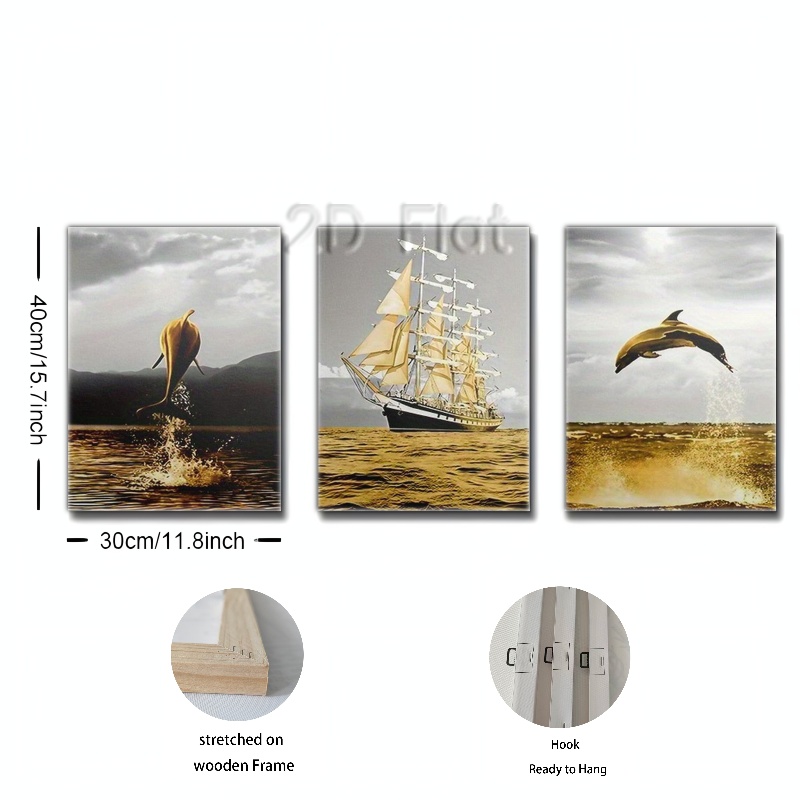 2D Flat
40cm/15.7inch
30cm/11.8inch
stretched on
wooden Frame
Hook
Ready to Hang